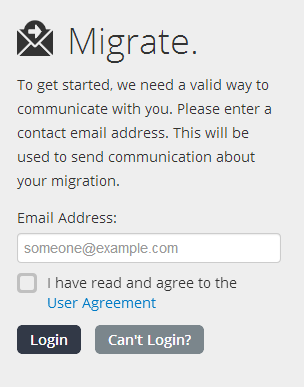 Migrate.
To get started, we need a valid way to
communicate with you. Please enter a
contact email address. This will be
used to send communication about
your migration.
Email Address:
someone@example.com
I have read and agree to the
User Agreement
Login
Can't Login?